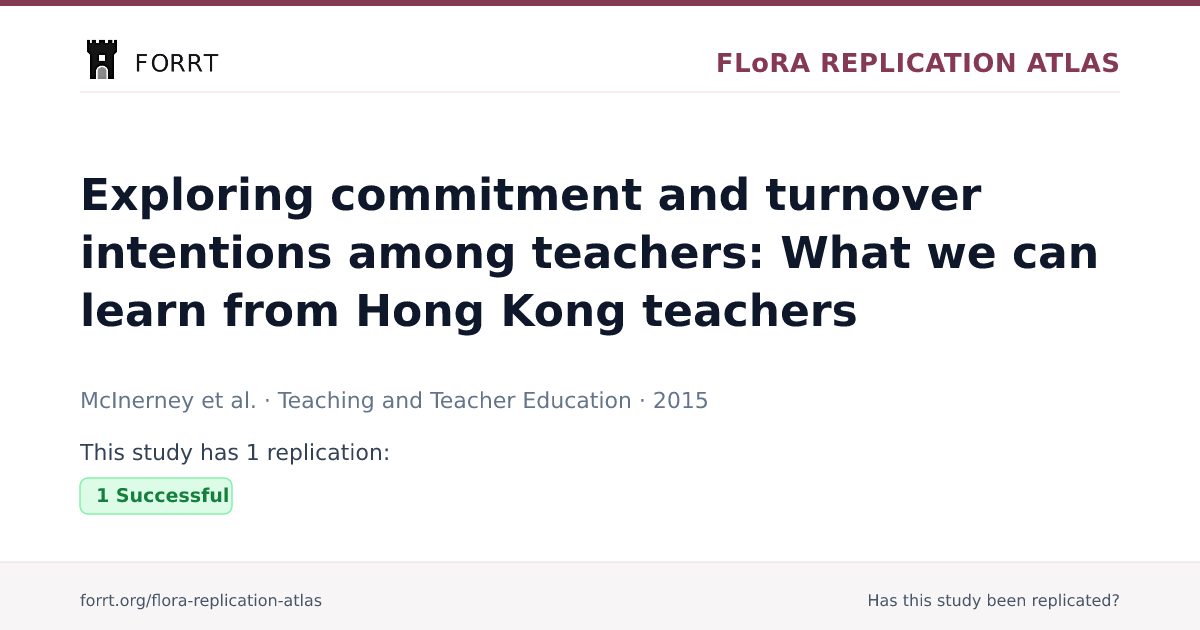 FORRT
FLoRA REPLICATION ATLAS
Exploring commitment and turnover
intentions among teachers: What we can
learn from Hong Kong teachers
McInerney et al. · Teaching and Teacher Education · 2015
This study has 1 replication:
1 Successful
forrt.org/flora-replication-atlas
Has this study been replicated?